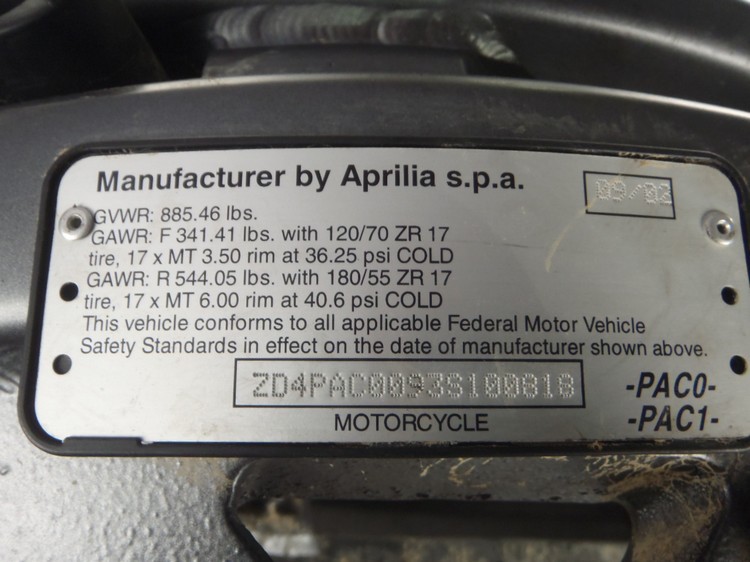 Manufacturer by Aprilia s.p.a.
09/02
GVWR: 885.46 lbs.
GAWR: F 341.41 lbs. with 120/70 ZR 17
tire, 17 x MT 3.50 rim at 36.25 psi COLD
GAWR: R 544.05 lbs. with 180/55 ZR 17
tire, 17 x MT 6.00 rim at 40.6 psi COLD
This vehicle conforms to all applicable Federal Motor Vehicle
Safety Standards in effect on the date of manufacturer shown above.
ZD4PAC0093S100818
-PAC0-
MOTORCYCLE
-PAC1-